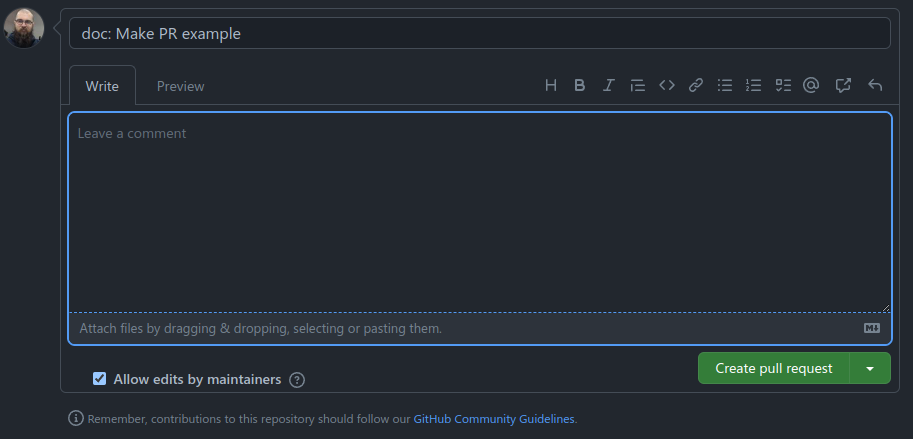 doc: Make PR example
Write Preview
Leave a comment
Attach files by dragging & dropping, selecting or pasting them.
Create pull request
Allow edits by maintainers
Remember, contributions to this repository should follow our GitHub Community Guidelines.